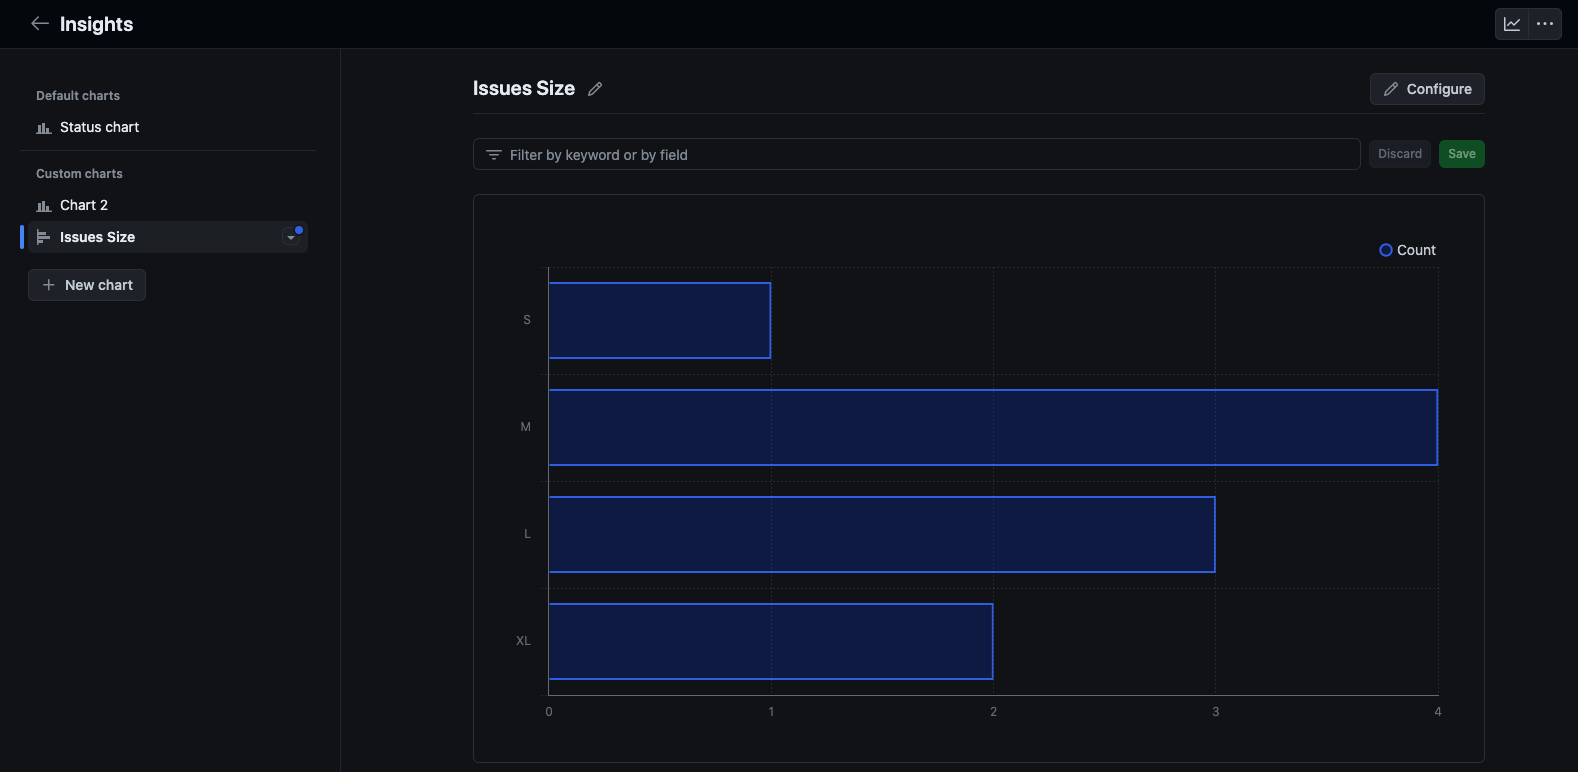 Insights
Default charts
Status chart
Custom charts
Chart 2
Issues Size
New chart
Issues Size
Configure
Filter by keyword or by field
Discard
Save
Count
S
M
L
XL
0 1 2 3 4